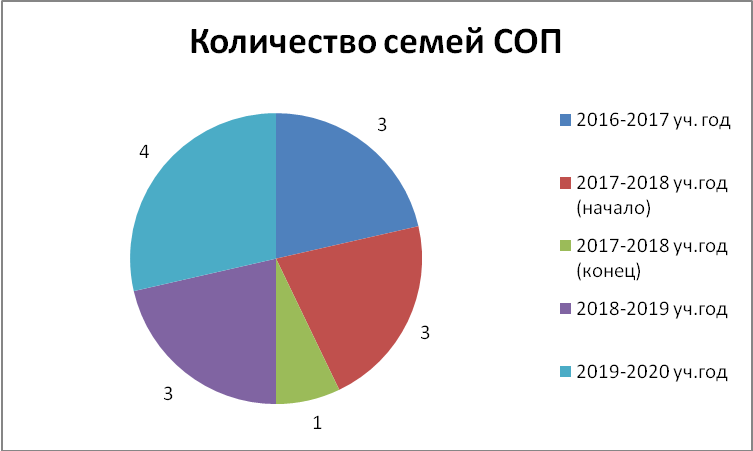 Количество семей СОП
3
4
3
3
1
2016-2017 уч. год
2017-2018 уч.год
(начало)
2017-2018 уч.год
(конец)
2018-2019 уч.год
2019-2020 уч.год